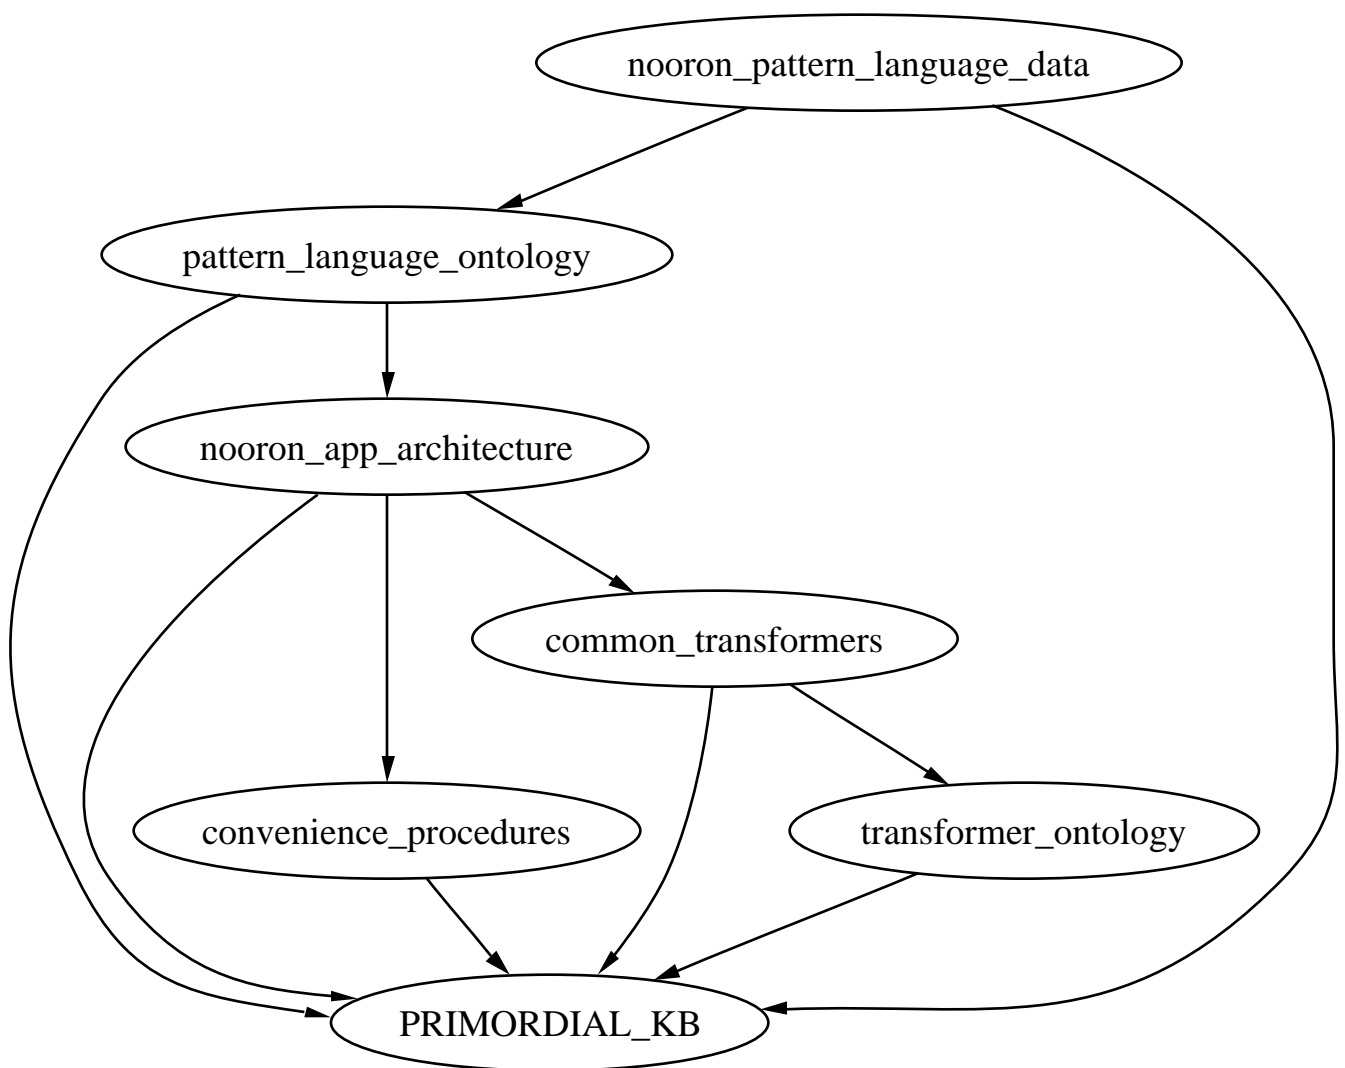 nooron_pattern_language_data
pattern_language_ontology
nooron_app_architecture
common_transformers
convenience_procedures
transformer_ontology
PRIMORDIAL_KB